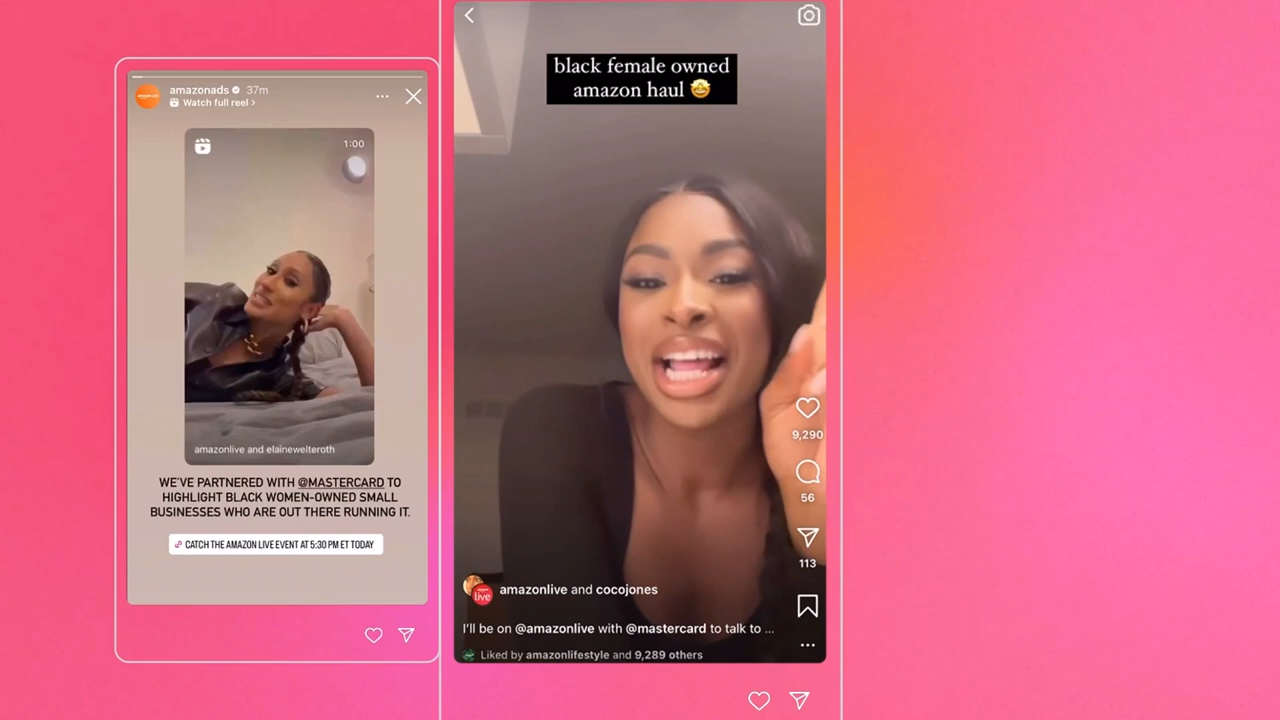 amazonads 37m
Watch full reel >
1:00
amazonlive and elainewelteroth
WE'VE PARTNERED WITH @MASTERCARD TO
HIGHLIGHT BLACK WOMEN-OWNED SMALL
BUSINESSES WHO ARE OUT THERE RUNNING IT.
CATCH THE AMAZON LIVE EVENT AT 5:30 PM ET TODAY
black female owned
amazon haul 🤩
9,290
56
113
live
amazonlive and cocojones
I'll be on @amazonlive with @mastercard to talk to ...
Liked by amazonlifestyle and 9,289 others